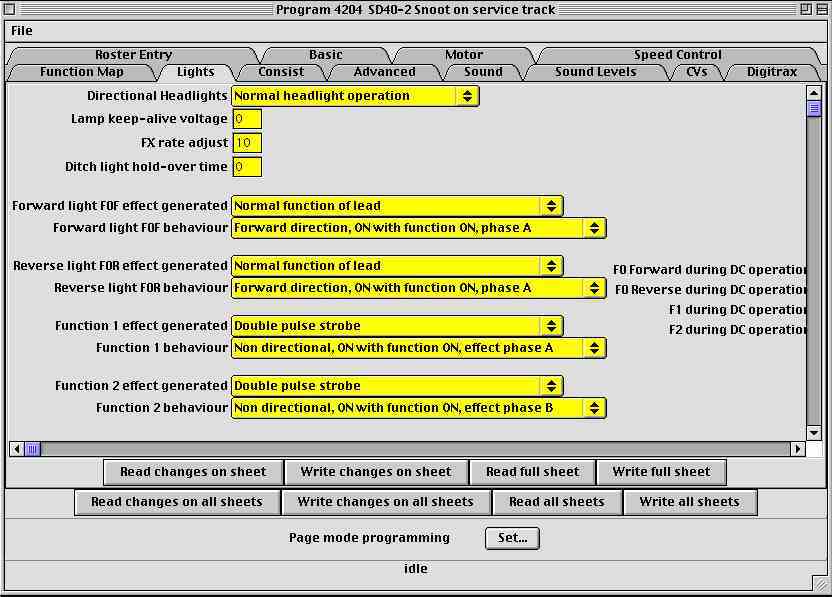 Program 4204 SD40-2 Snoot on service track
File
Roster Entry Basic Motor Speed Control
Function Map Lights Consist Advanced Sound Sound Levels CVs Digitrax
Directional Headlights Normal headlight operation
Lamp keep-alive voltage 0
FX rate adjust 10
Ditch light hold-over time 0
Forward light F0F effect generated Normal function of lead
Forward light F0F behaviour Forward direction, ON with function ON, phase A
Reverse light F0R effect generated Normal function of lead
F0 Forward during DC operation
Reverse light F0R behaviour Forward direction, ON with function ON, phase A
F0 Reverse during DC operation
F1 during DC operation
Function 1 effect generated Double pulse strobe
F2 during DC operation
Function 1 behaviour Non directional, ON with function ON, effect phase A
Function 2 effect generated Double pulse strobe
Function 2 behaviour Non directional, ON with function ON, effect phase B
Read changes on sheet Write changes on sheet Read full sheet Write full sheet
Read changes on all sheets Write changes on all sheets Read all sheets Write all sheets
Page mode programming Set...
idle